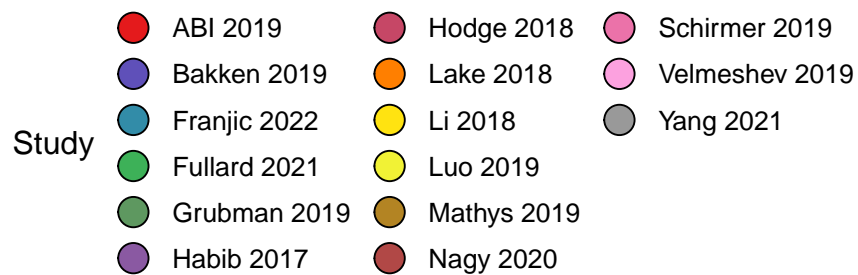 Study
ABI 2019
Bakken 2019
Franjic 2022
Fullard 2021
Grubman 2019
Habib 2017
Hodge 2018
Lake 2018
Li 2018
Luo 2019
Mathys 2019
Nagy 2020
Schirmer 2019
Velmeshev 2019
Yang 2021